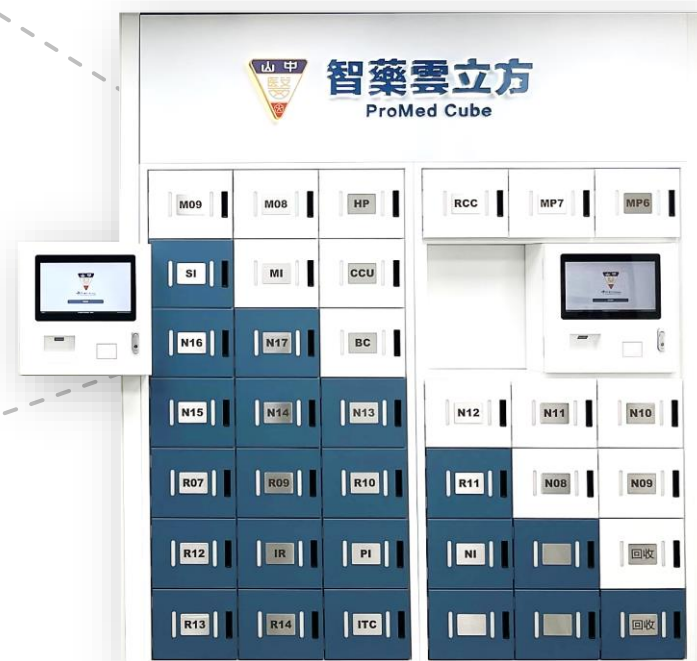 山中
智藥雲立方
ProMed Cube
M09 M08 HP
SI MI CCU
N16 N17 BC
N15 N14 N13
R07 R09 R10
R12 IR PI
R13 R14 ITC
RCC MP7 MP6
N12 N11 N10
R11 N08 N09
NI 回收
回收